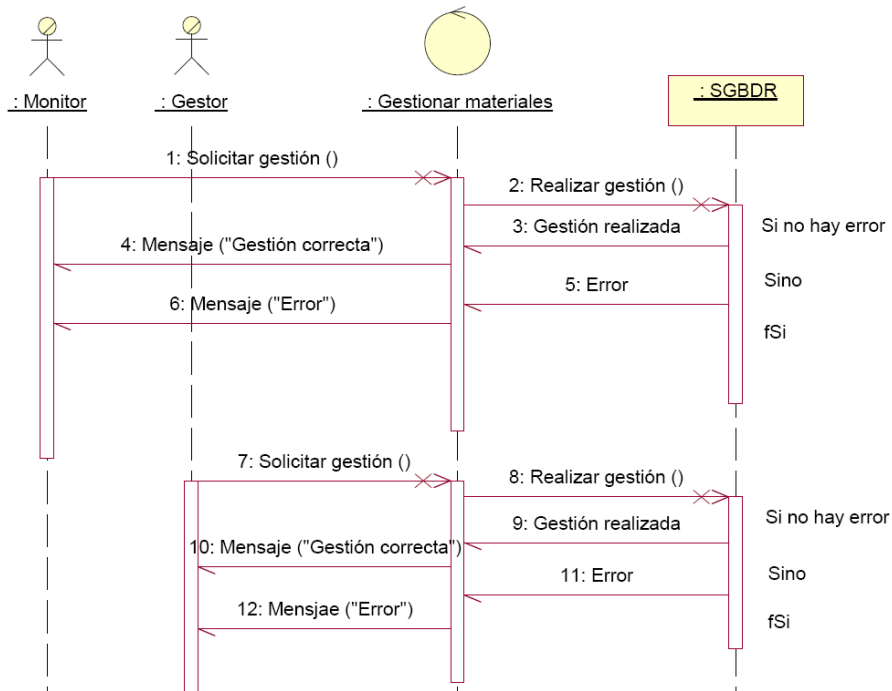 : Monitor
: Gestor
: Gestionar materiales
: SGBDR
1: Solicitar gestión ()
2: Realizar gestión ()
3: Gestión realizada
Si no hay error
4: Mensaje ("Gestión correcta")
5: Error
Sino
6: Mensaje ("Error")
fSi
7: Solicitar gestión ()
8: Realizar gestión ()
9: Gestión realizada
Si no hay error
10: Mensaje ("Gestión correcta")
11: Error
Sino
12: Mensjae ("Error")
fSi